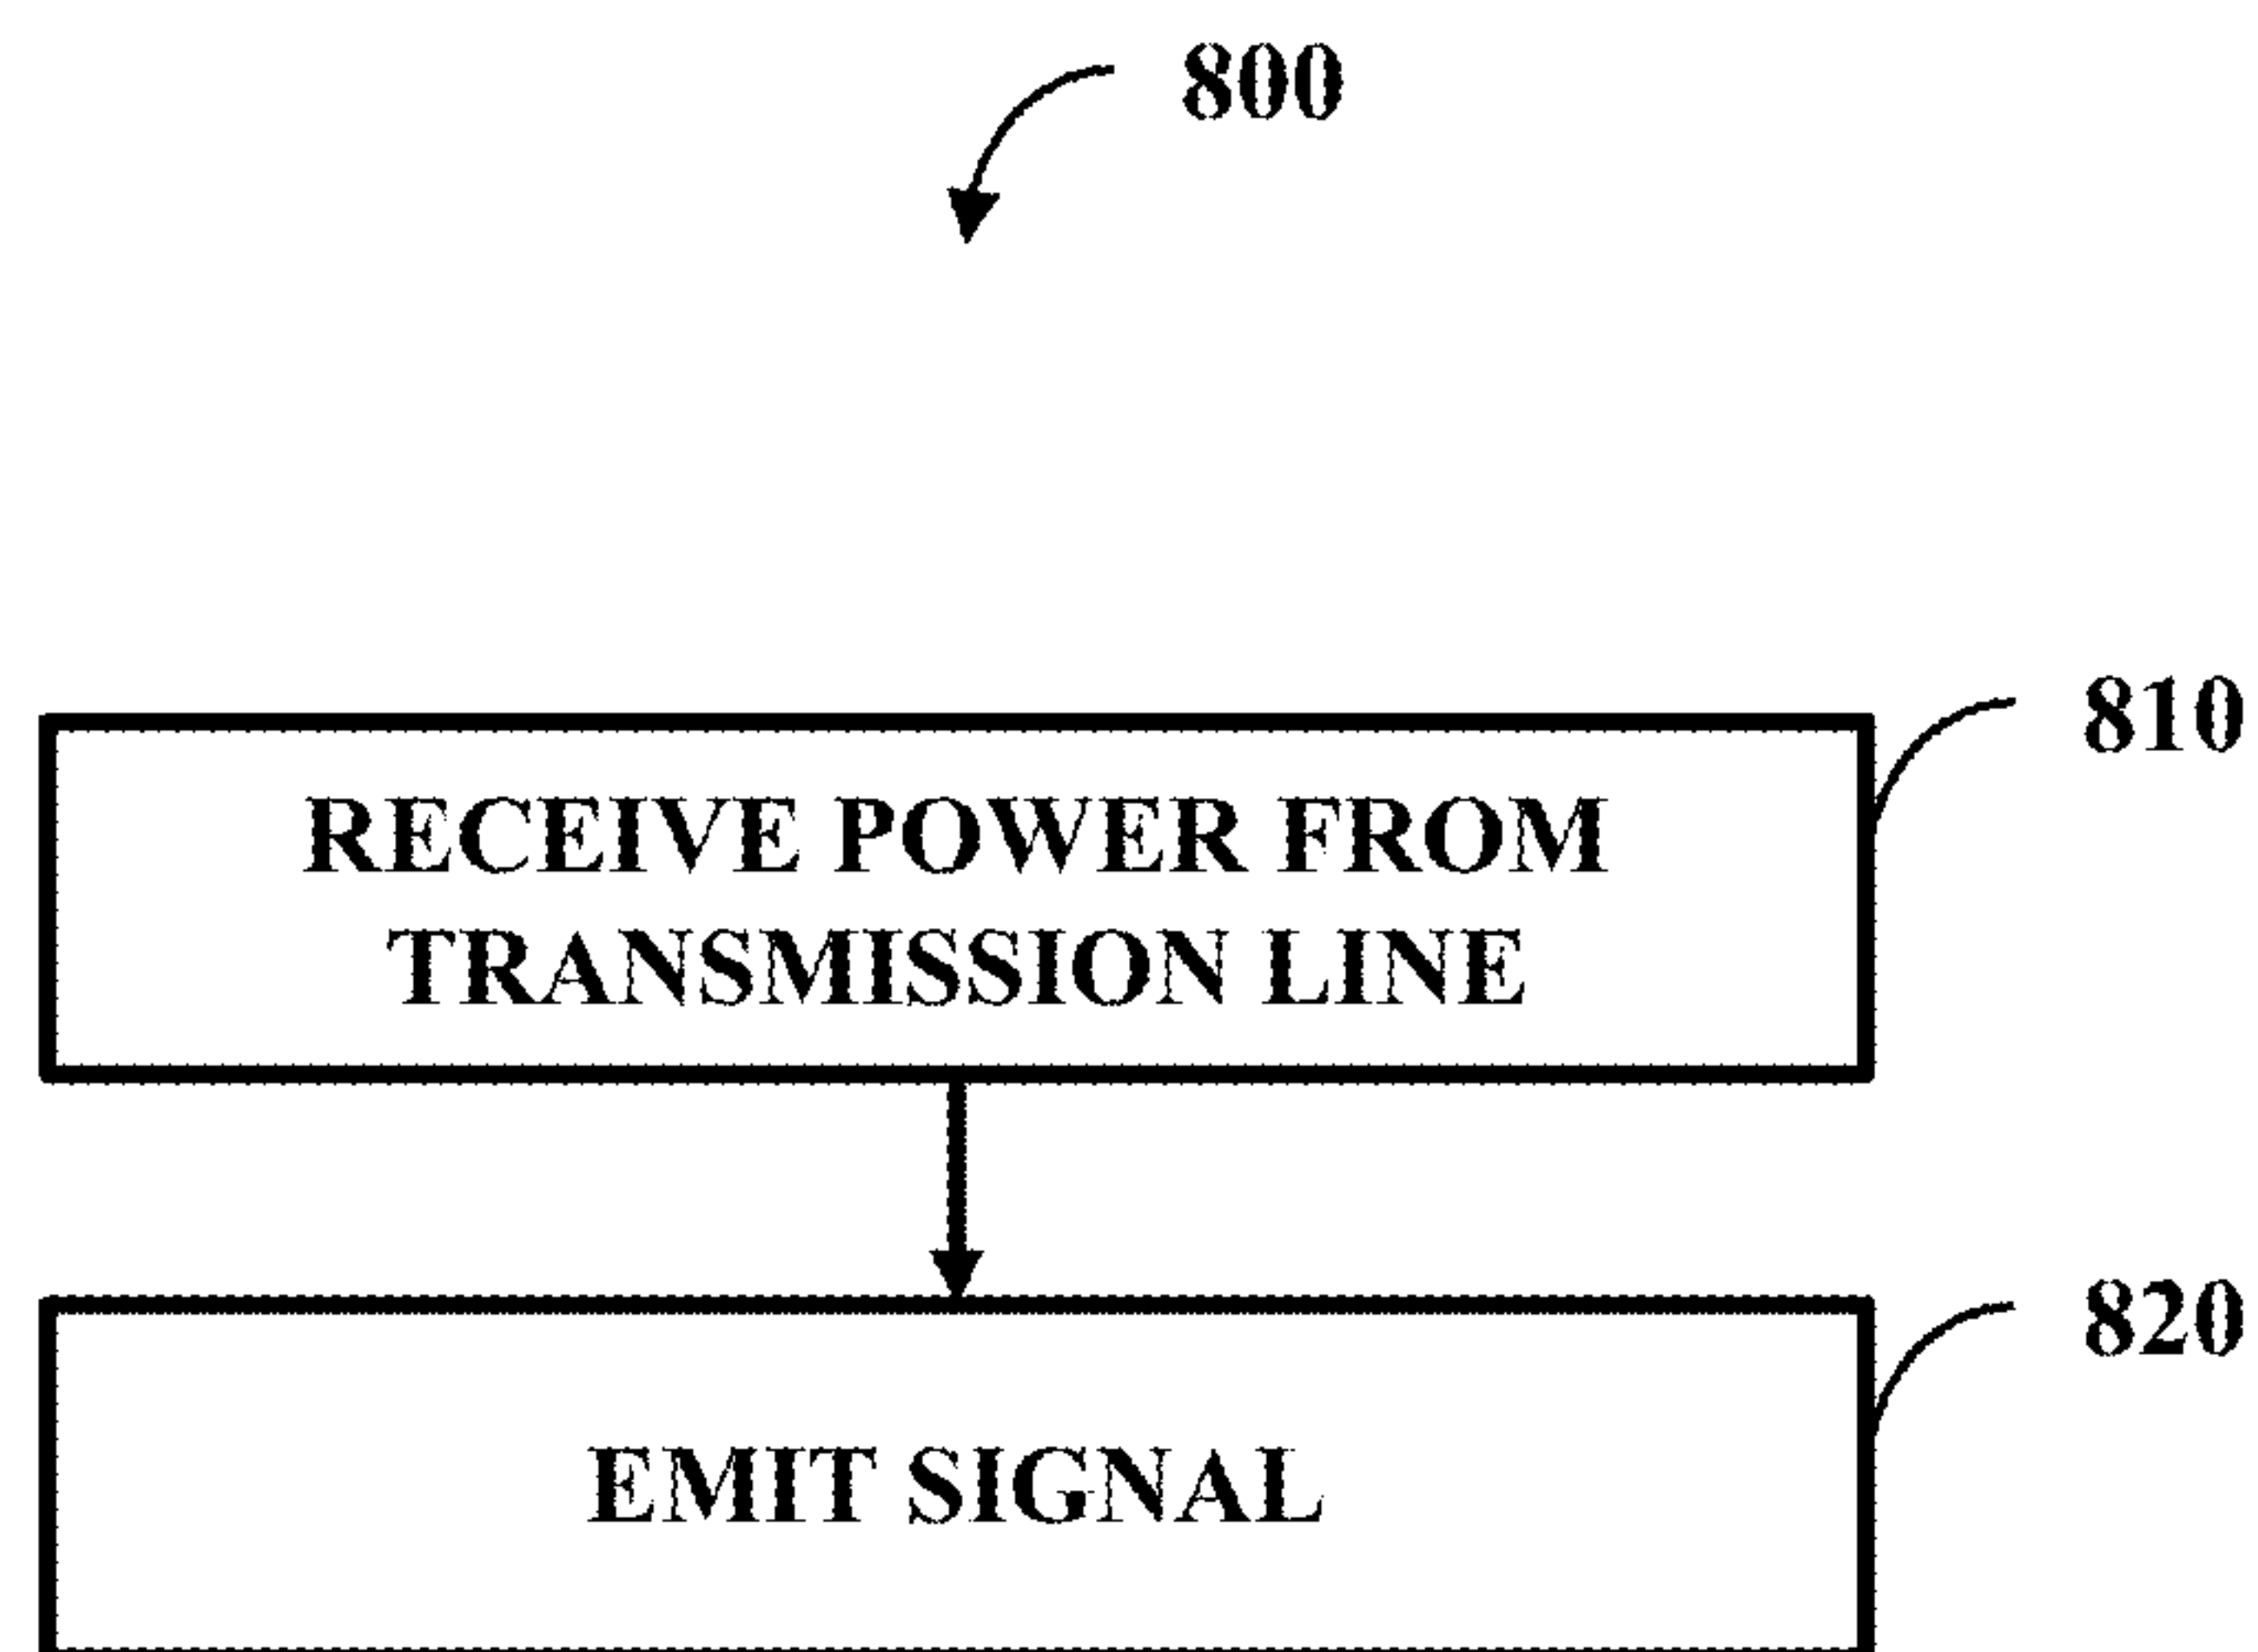 800
810
RECEIVE POWER FROM
TRANSMISSION LINE
820
EMIT SIGNAL